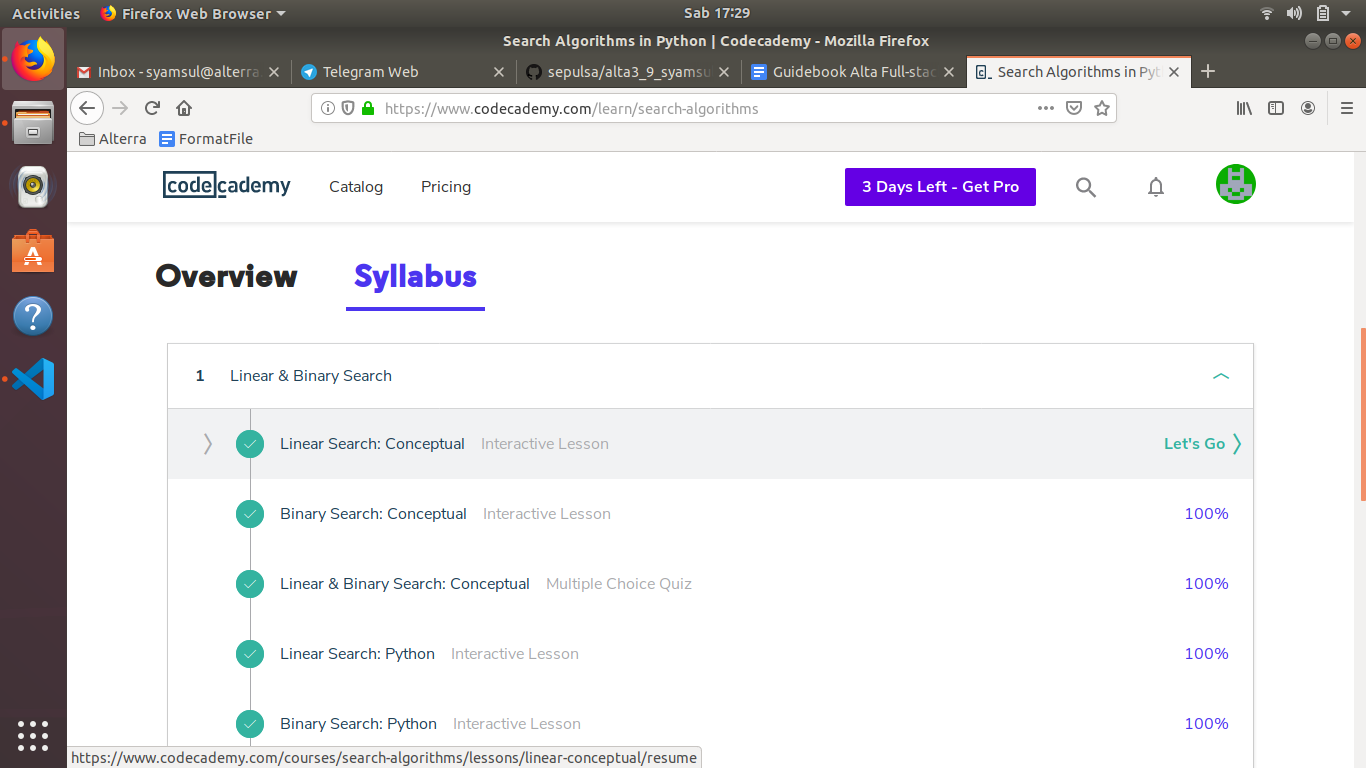 Activities Firefox Web Browser Sab 17:29
Search Algorithms in Python | Codecademy - Mozilla Firefox
Inbox - syamsul@alterra. Telegram Web sepulsa/alta3_9_syamsu Guidebook Alta Full-stac Search Algorithms in Pyt
https://www.codecademy.com/learn/search-algorithms
Alterra FormatFile
codecademy Catalog Pricing 3 Days Left - Get Pro
Overview Syllabus
1 Linear & Binary Search
Linear Search: Conceptual Interactive Lesson Let's Go
Binary Search: Conceptual Interactive Lesson 100%
Linear & Binary Search: Conceptual Multiple Choice Quiz 100%
Linear Search: Python Interactive Lesson 100%
Binary Search: Python Interactive Lesson 100%
https://www.codecademy.com/courses/search-algorithms/lessons/linear-conceptual/resume